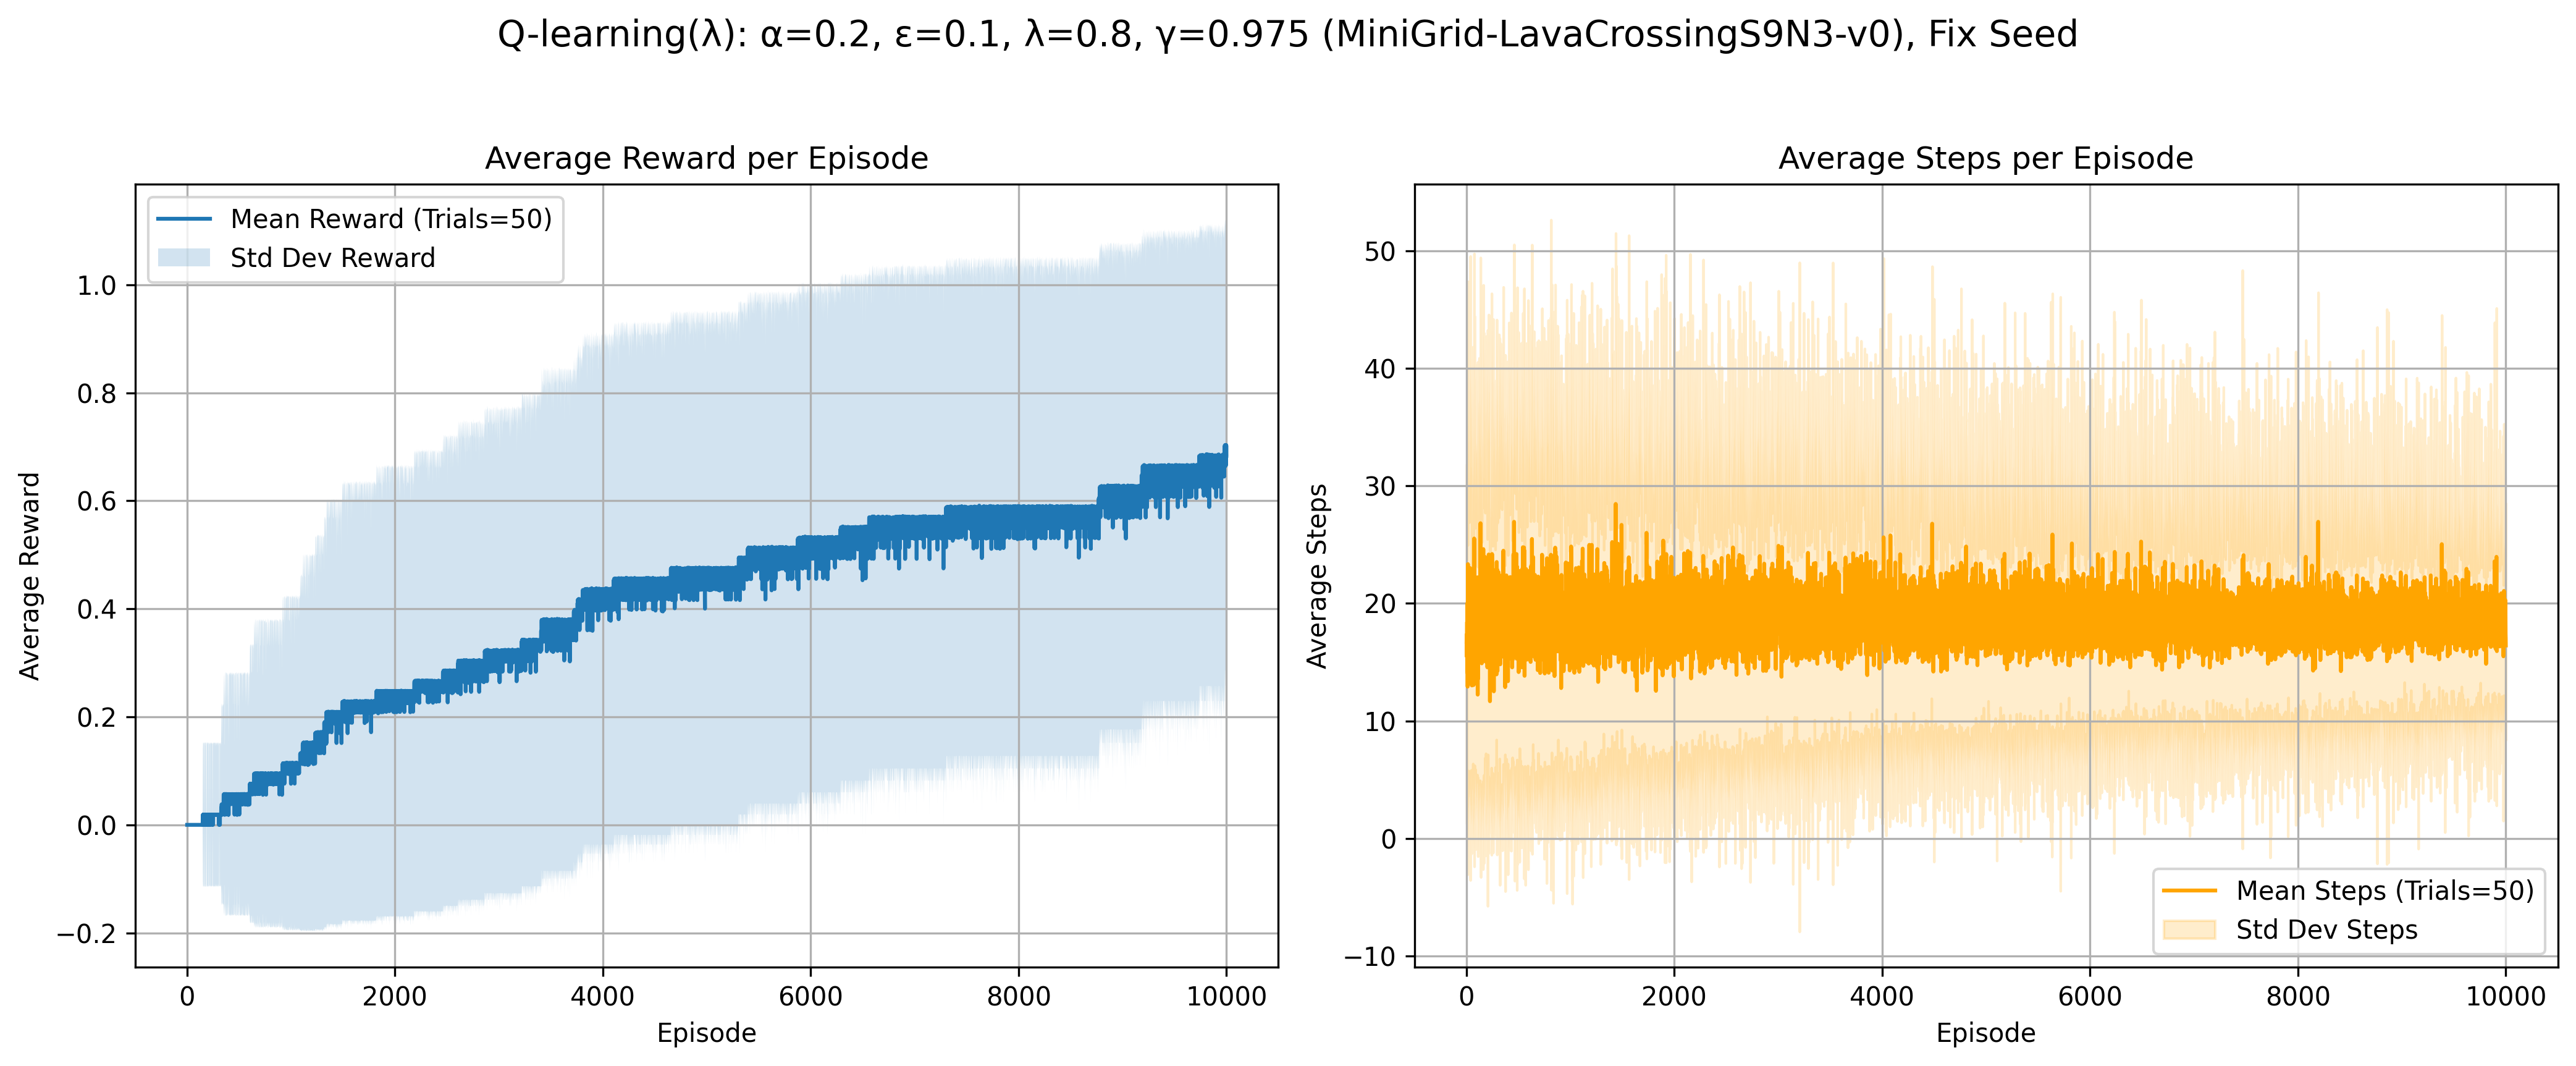 Q-learning(λ): α=0.2, ε=0.1, λ=0.8, γ=0.975 (MiniGrid-LavaCrossingS9N3-v0), Fix Seed
Average Reward per Episode
Mean Reward (Trials=50)
Std Dev Reward
1.0
0.8
0.6
0.4
0.2
0.0
−0.2
Average Reward
0
2000
4000
6000
8000
10000
Episode
Average Steps per Episode
50
40
30
20
10
0
−10
Average Steps
Mean Steps (Trials=50)
Std Dev Steps
0
2000
4000
6000
8000
10000
Episode